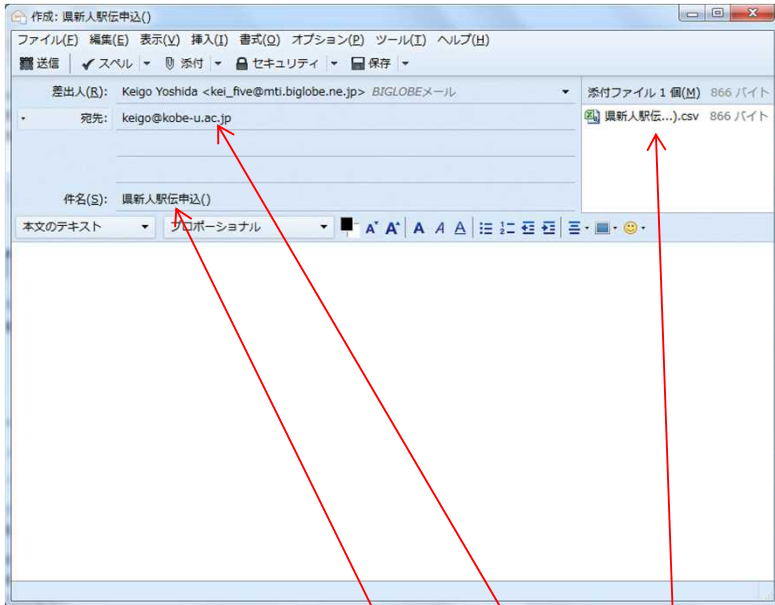 作成: 県新人駅伝申込()
ファイル(F) 編集(E) 表示(V) 挿入(I) 書式(O) オプション(P) ツール(T) ヘルプ(H)
送信 スペル 添付 セキュリティ 保存
差出人(R): Keigo Yoshida <kei_five@mti.biglobe.ne.jp> BIGLOBEメール
添付ファイル 1 個(M) 866 バイト
宛先: keigo@kobe-u.ac.jp
県新人駅伝...).csv 866 バイト
件名(S): 県新人駅伝申込()
本文のテキスト プロポーショナル